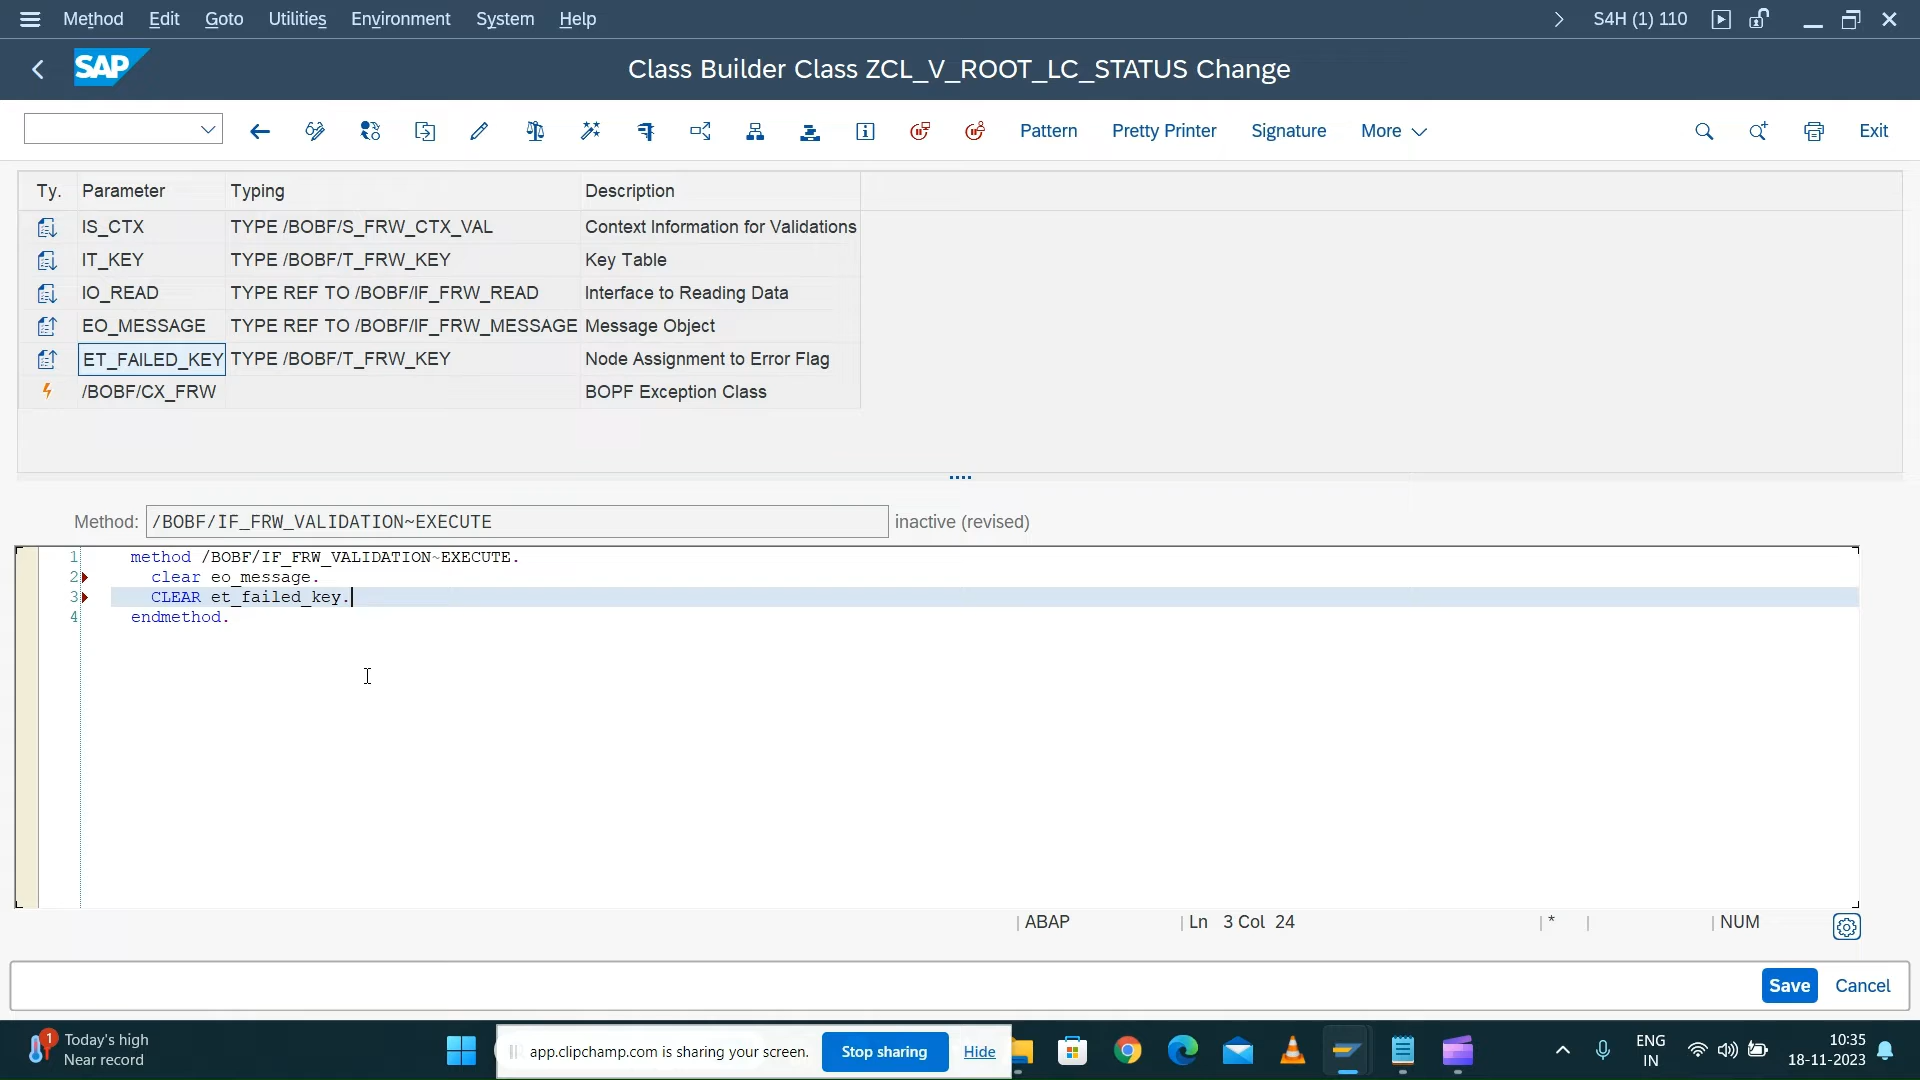 Method Edit Goto Utilities Environment System Help S4H (1) 110
SAP Class Builder Class ZCL_V_ROOT_LC_STATUS Change
Pattern Pretty Printer Signature More Exit
Ty. Parameter Typing Description
IS_CTX TYPE /BOBF/S_FRW_CTX_VAL Context Information for Validations
IT_KEY TYPE /BOBF/T_FRW_KEY Key Table
IO_READ TYPE REF TO /BOBF/IF_FRW_READ Interface to Reading Data
EO_MESSAGE TYPE REF TO /BOBF/IF_FRW_MESSAGE Message Object
ET_FAILED_KEY TYPE /BOBF/T_FRW_KEY Node Assignment to Error Flag
/BOBF/CX_FRW BOPF Exception Class
Method: /BOBF/IF_FRW_VALIDATION~EXECUTE inactive (revised)
1 method /BOBF/IF_FRW_VALIDATION~EXECUTE.
2 clear eo_message.
3 CLEAR et_failed_key.
4 endmethod.
ABAP Ln 3 Col 24 * NUM
Save Cancel
1 Today's high
Near record
app.clipchamp.com is sharing your screen. Stop sharing Hide
ENG
IN
10:35
18-11-2023